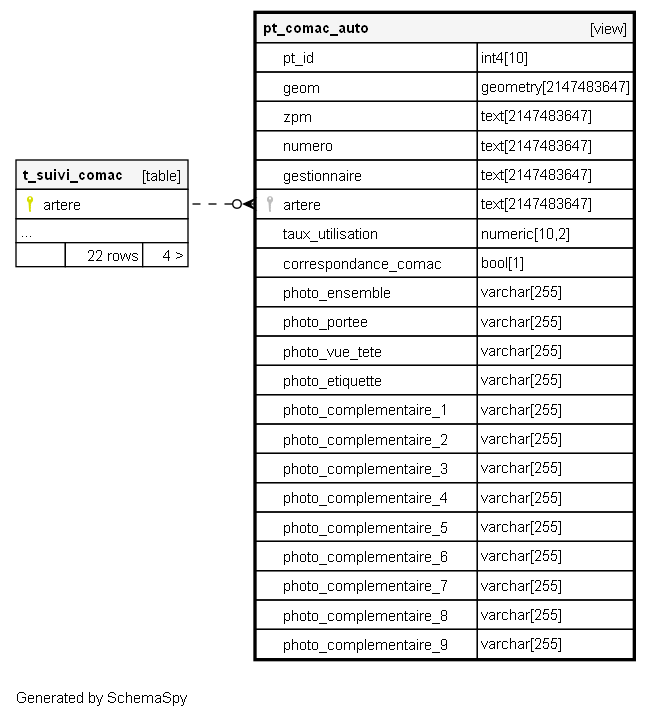 pt_comac_auto [view]
pt_id int4[10]
geom geometry[2147483647]
zpm text[2147483647]
numero text[2147483647]
gestionnaire text[2147483647]
artere text[2147483647]
taux_utilisation numeric[10,2]
correspondance_comac bool[1]
photo_ensemble varchar[255]
photo_portee varchar[255]
photo_vue_tete varchar[255]
photo_etiquette varchar[255]
photo_complementaire_1 varchar[255]
photo_complementaire_2 varchar[255]
photo_complementaire_3 varchar[255]
photo_complementaire_4 varchar[255]
photo_complementaire_5 varchar[255]
photo_complementaire_6 varchar[255]
photo_complementaire_7 varchar[255]
photo_complementaire_8 varchar[255]
photo_complementaire_9 varchar[255]
t_suivi_comac [table]
artere
...
22 rows 4 >
Generated by SchemaSpy